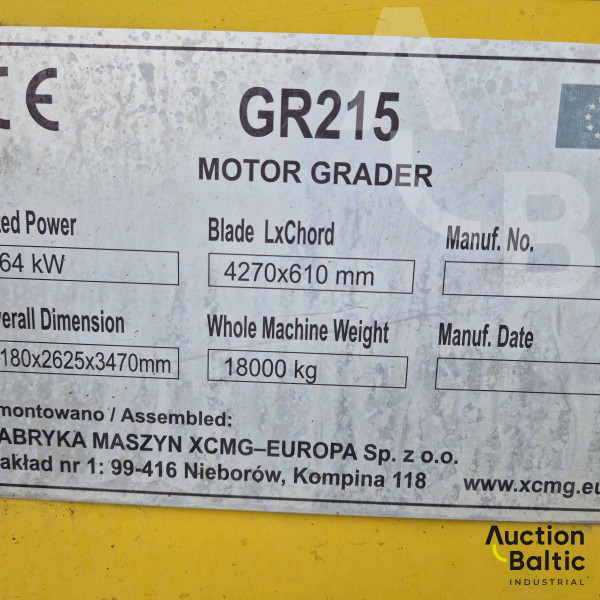 CE
GR215
MOTOR GRADER
ted Power
Blade LxChord
Manuf. No.
64 kW
4270x610 mm
verall Dimension
Whole Machine Weight
Manuf. Date
180x2625x3470mm
18000 kg
montowano / Assembled:
ABRYKA MASZYN XCMG–EUROPA Sp. z o.o.
akład nr 1: 99-416 Nieborów, Kompina 118
www.xcmg.eu
Auction
Baltic
INDUSTRIAL